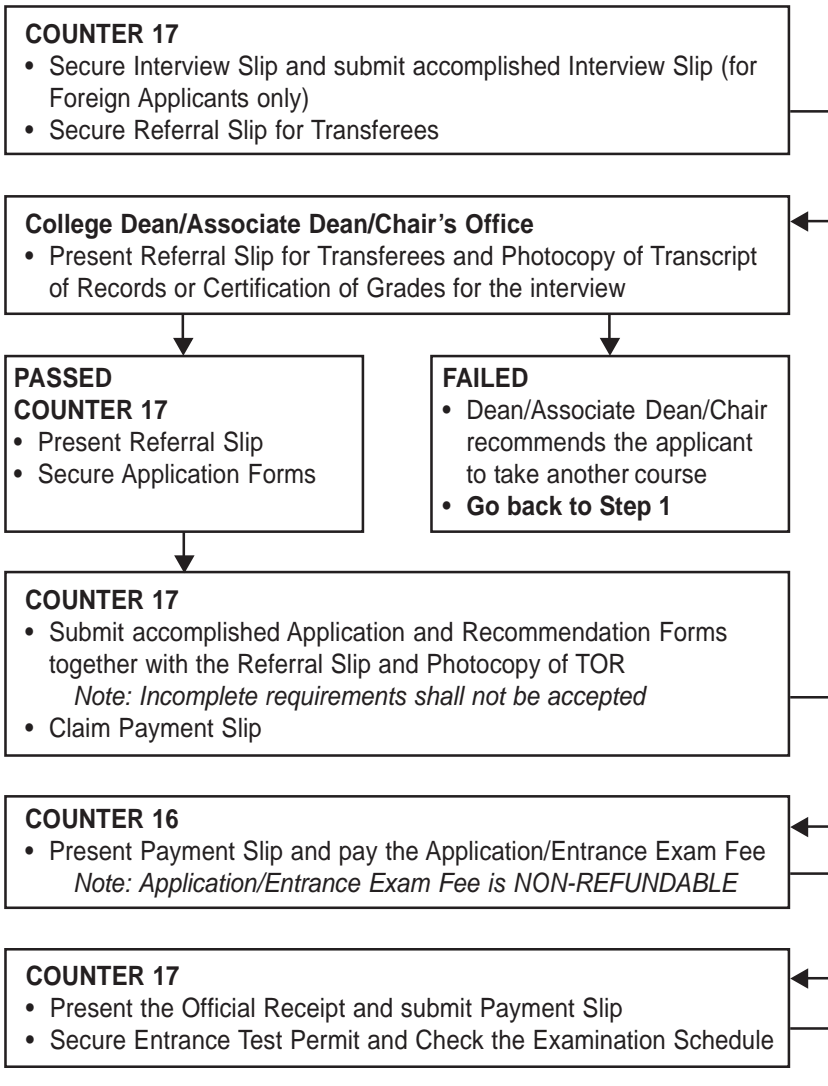 COUNTER 17
• Secure Interview Slip and submit accomplished Interview Slip (for
Foreign Applicants only)
• Secure Referral Slip for Transferees
College Dean/Associate Dean/Chair's Office
• Present Referral Slip for Transferees and Photocopy of Transcript
of Records or Certification of Grades for the interview
PASSED
COUNTER 17
• Present Referral Slip
• Secure Application Forms
FAILED
• Dean/Associate Dean/Chair
recommends the applicant
to take another course
• Go back to Step 1
COUNTER 17
• Submit accomplished Application and Recommendation Forms
together with the Referral Slip and Photocopy of TOR
Note: Incomplete requirements shall not be accepted
• Claim Payment Slip
COUNTER 16
• Present Payment Slip and pay the Application/Entrance Exam Fee
Note: Application/Entrance Exam Fee is NON-REFUNDABLE
COUNTER 17
• Present the Official Receipt and submit Payment Slip
• Secure Entrance Test Permit and Check the Examination Schedule